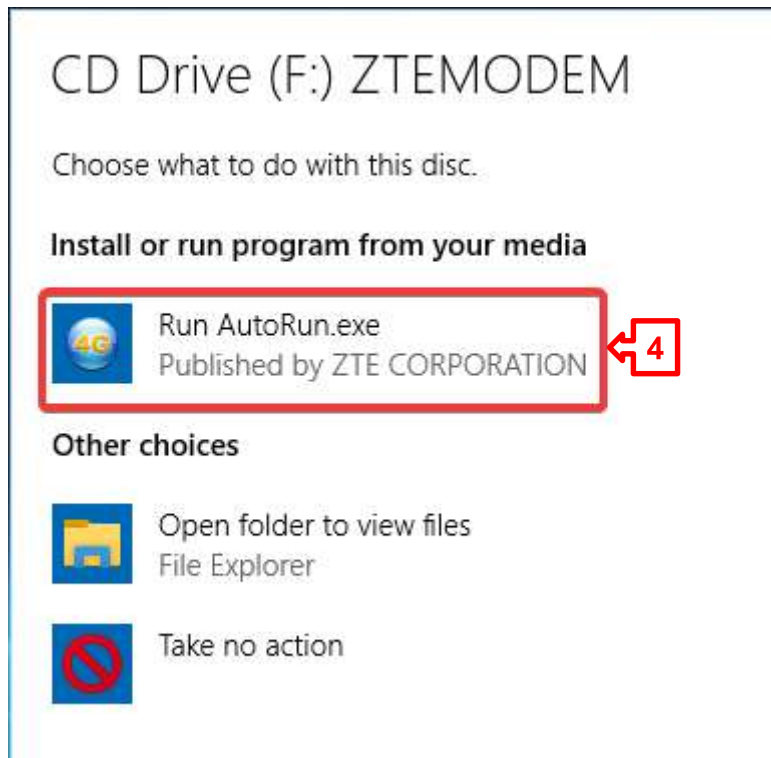 CD Drive (F:) ZTEMODEM
Choose what to do with this disc.
Install or run program from your media
4G
Run AutoRun.exe
Published by ZTE CORPORATION
4
Other choices
Open folder to view files
File Explorer
Take no action